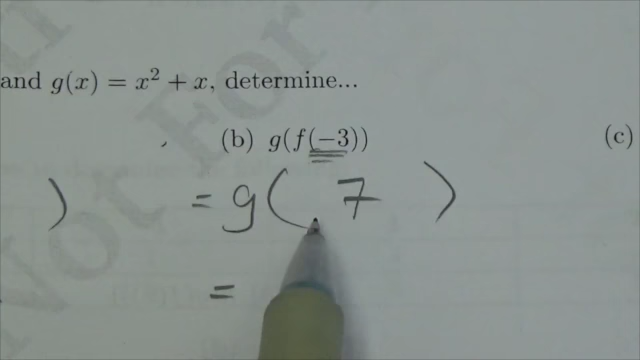 and g(x) = x² + x, determine...
(b) g(f(−3))
(c)
) = g( 7 )
=